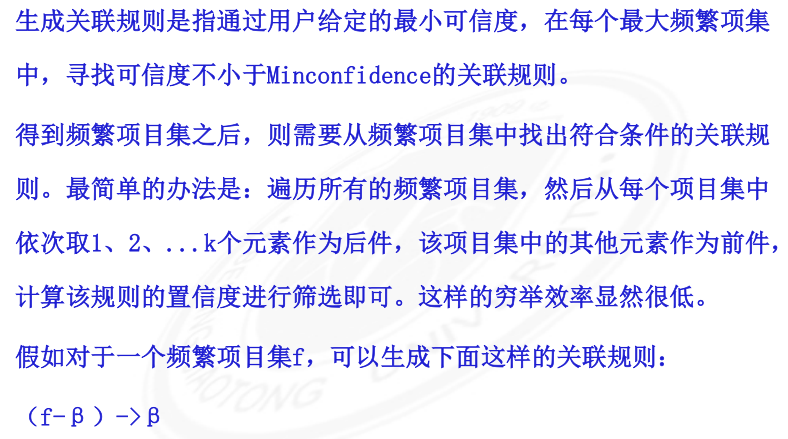 生成关联规则是指通过用户给定的最小可信度，在每个最大频繁项集
中，寻找可信度不小于Minconfidence的关联规则。
得到频繁项目集之后，则需要从频繁项目集中找出符合条件的关联规
则。最简单的办法是：遍历所有的频繁项目集，然后从每个项目集中
依次取1、2、...k个元素作为后件，该项目集中的其他元素作为前件，
计算该规则的置信度进行筛选即可。这样的穷举效率显然很低。
假如对于一个频繁项目集f，可以生成下面这样的关联规则：
（f-β）->β